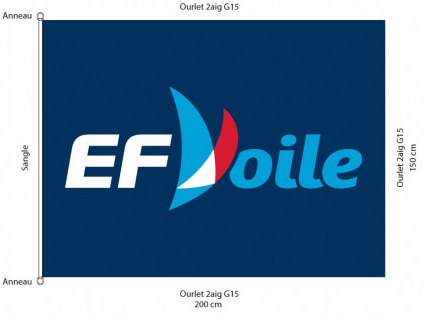 Ourlet 2aig G15
Anneau
Sangle
EF Voile
Ourlet 2aig G15
150 cm
Anneau
Ourlet 2aig G15
200 cm